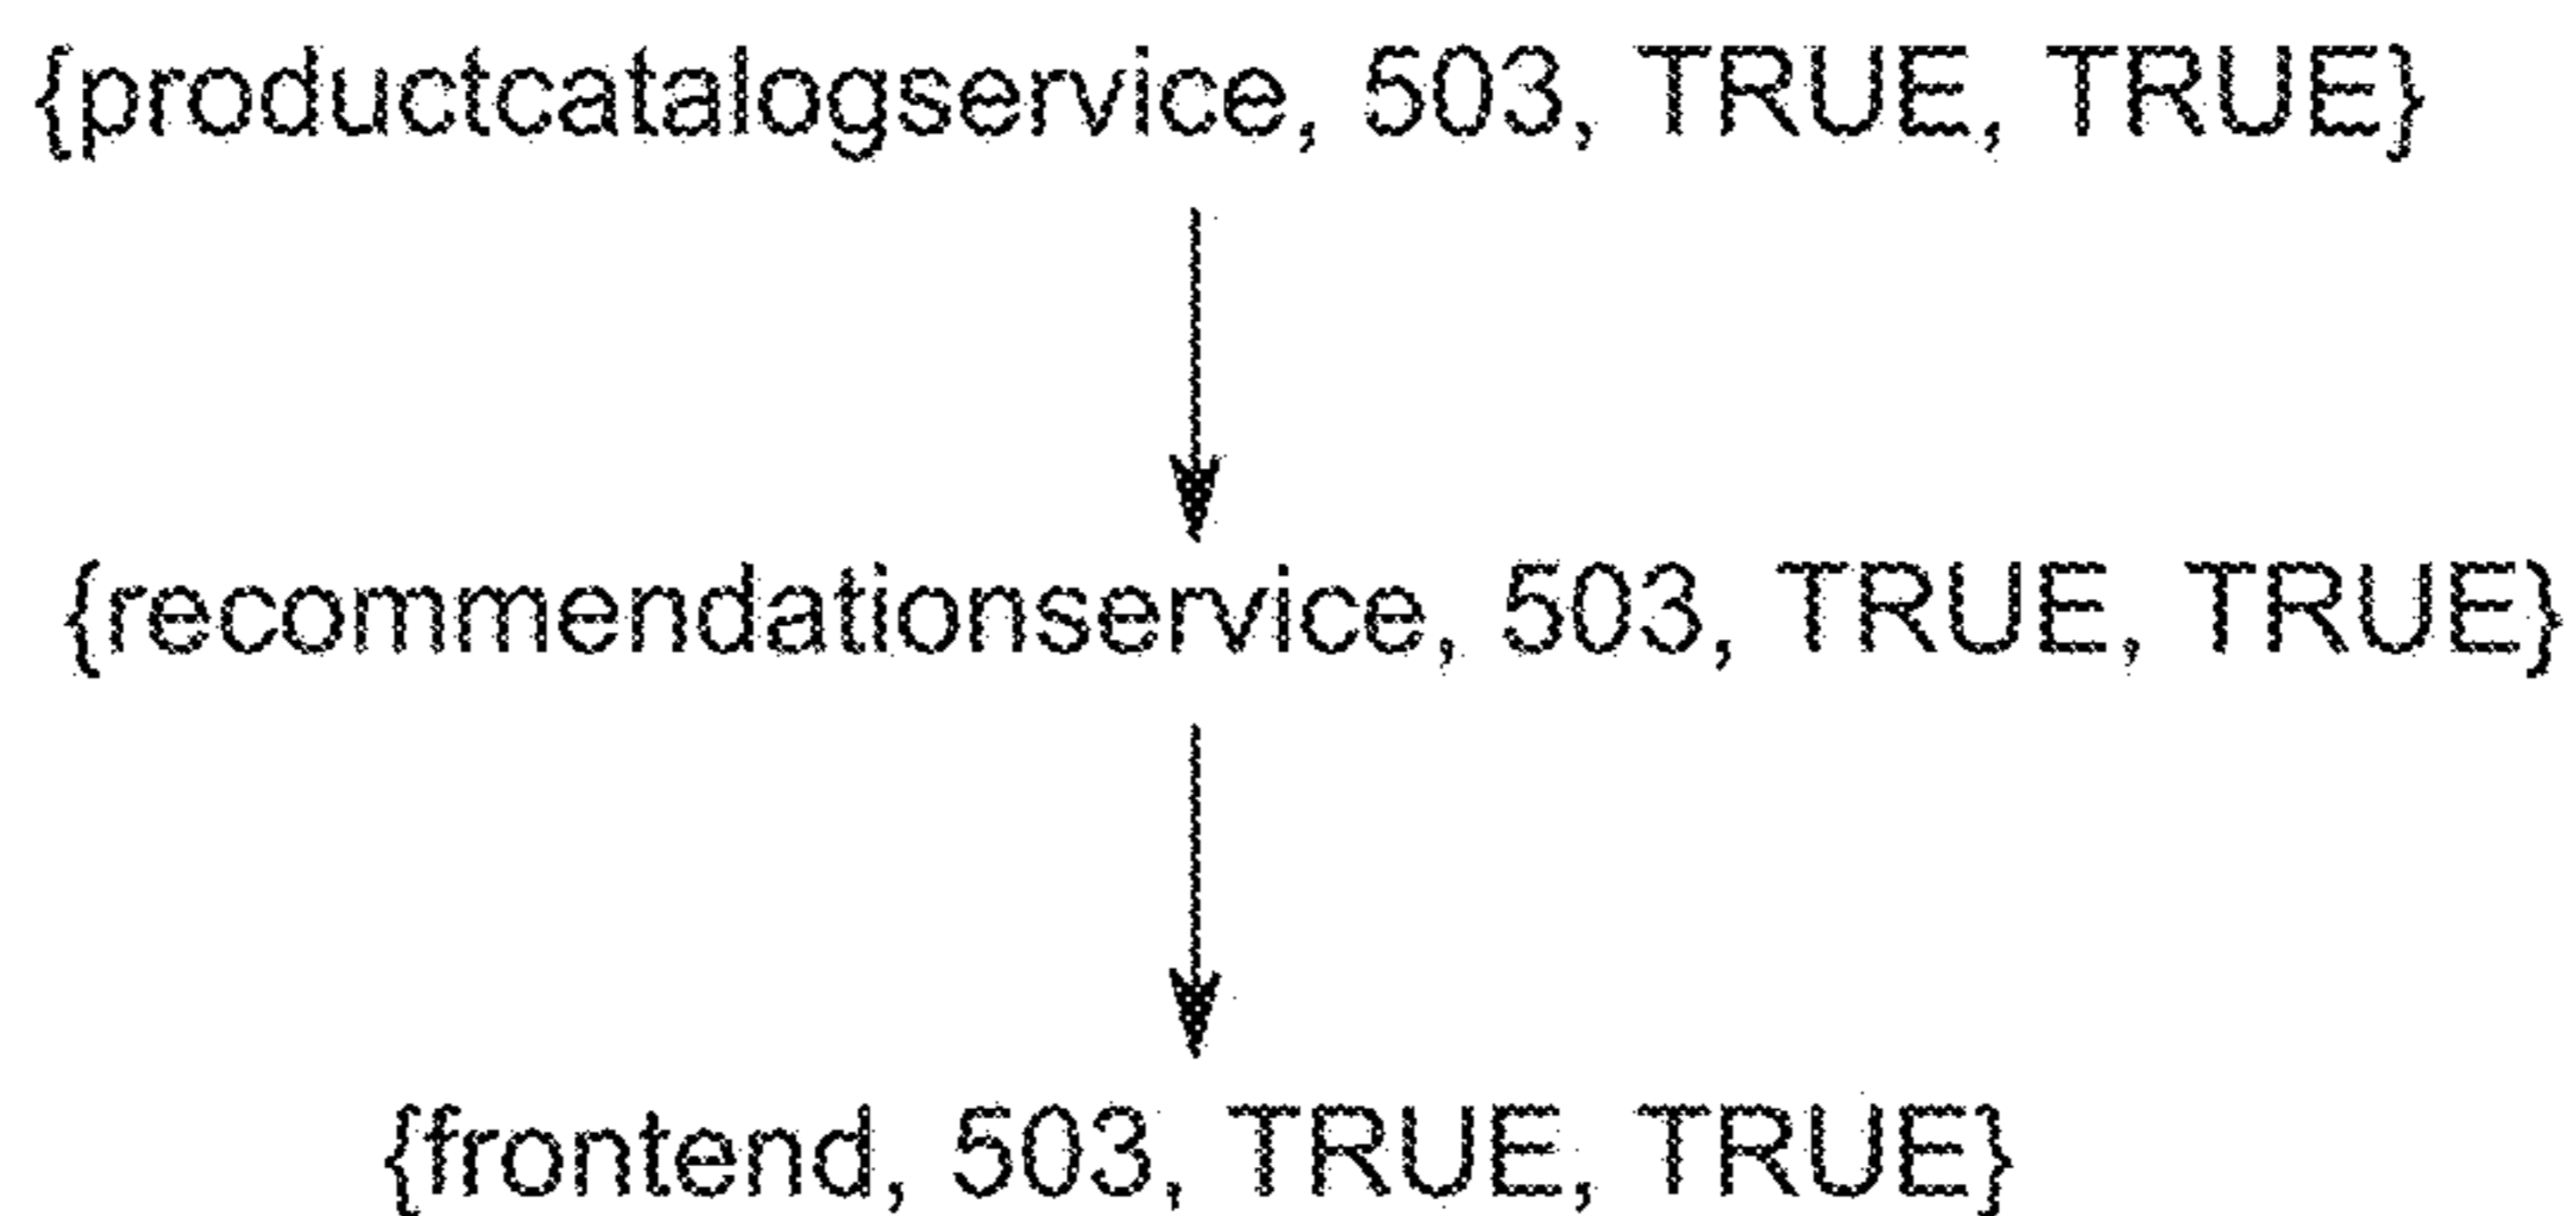 {productcatalogservice, 503, TRUE, TRUE}
{recommendationservice, 503, TRUE, TRUE}
{frontend, 503, TRUE, TRUE}